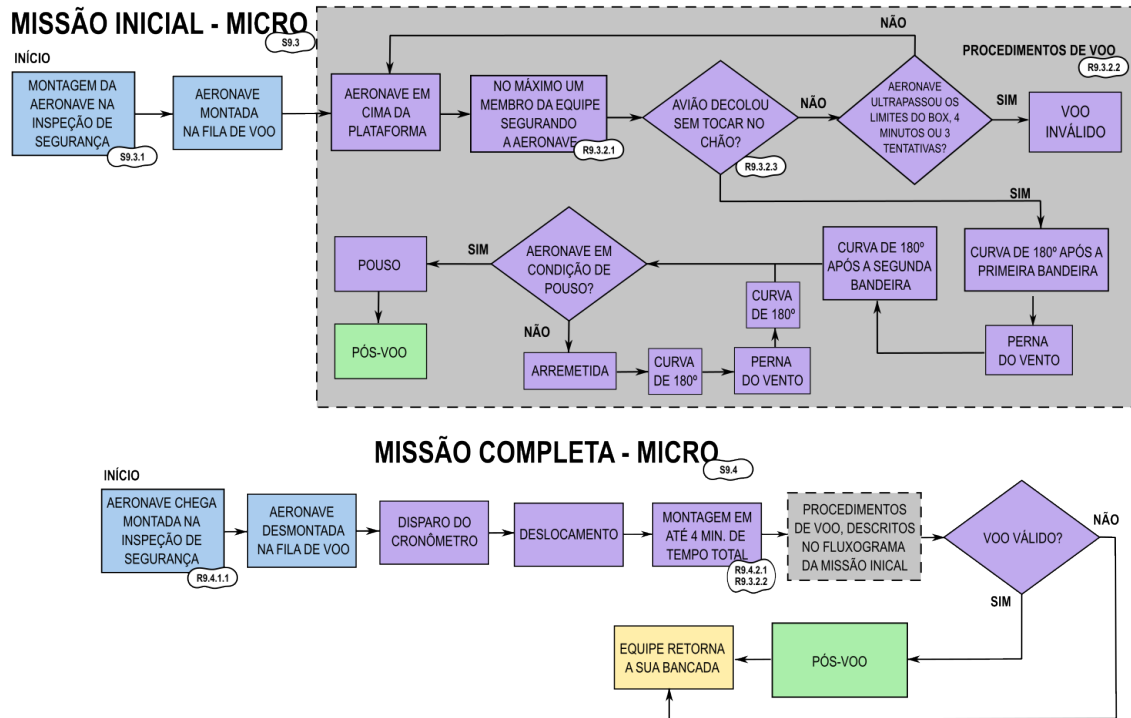 MISSÃO INICIAL - MICRO
S9.3
INÍCIO
MONTAGEM DA
AERONAVE NA
INSPEÇÃO DE
SEGURANÇA
S9.3.1
AERONAVE
MONTADA
NA FILA DE VOO
PROCEDIMENTOS DE VOO
R9.3.2.2
AERONAVE EM
CIMA DA
PLATAFORMA
NO MÁXIMO UM
MEMBRO DA EQUIPE
SEGURANDO
A AERONAVE
R9.3.2.1
AVIÃO DECOLOU
SEM TOCAR NO
CHÃO?
R9.3.2.3
NÃO
AERONAVE
ULTRAPASSOU OS
LIMITES DO BOX, 4
MINUTOS OU 3
TENTATIVAS?
NÃO
SIM
VOO
INVÁLIDO
SIM
CURVA DE 180º APÓS A
PRIMEIRA BANDEIRA
PERNA
DO VENTO
CURVA DE 180º
APÓS A SEGUNDA
BANDEIRA
AERONAVE EM
CONDIÇÃO DE
POUSO?
SIM
POUSO
PÓS-VOO
NÃO
ARREMETIDA
CURVA
DE 180º
PERNA
DO VENTO
CURVA
DE 180º
MISSÃO COMPLETA - MICRO
S9.4
INÍCIO
AERONAVE CHEGA
MONTADA NA
INSPEÇÃO DE
SEGURANÇA
R9.4.1.1
AERONAVE
DESMONTADA
NA FILA DE VOO
DISPARO DO
CRONÔMETRO
DESLOCAMENTO
MONTAGEM EM
ATÉ 4 MIN. DE
TEMPO TOTAL
R9.4.2.1
R9.3.2.2
PROCEDIMENTOS
DE VOO, DESCRITOS
NO FLUXOGRAMA
DA MISSÃO INICAL
VOO VÁLIDO?
NÃO
SIM
PÓS-VOO
EQUIPE RETORNA
A SUA BANCADA